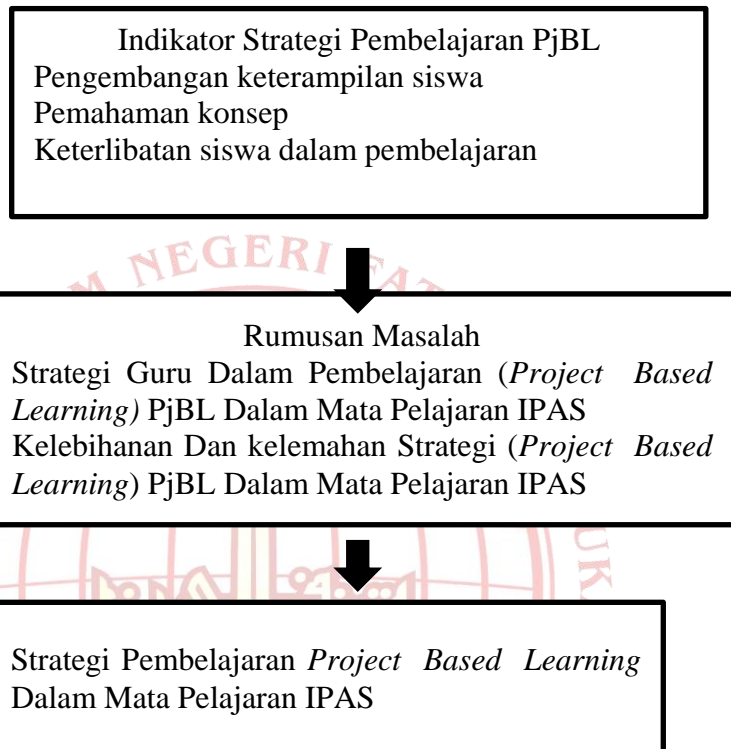 Indikator Strategi Pembelajaran PjBL
Pengembangan keterampilan siswa
Pemahaman konsep
Keterlibatan siswa dalam pembelajaran
NEGERI
Rumusan Masalah
Strategi Guru Dalam Pembelajaran (Project Based
Learning) PjBL Dalam Mata Pelajaran IPAS
Kelebihanan Dan kelemahan Strategi (Project Based
Learning) PjBL Dalam Mata Pelajaran IPAS
Strategi Pembelajaran Project Based Learning
Dalam Mata Pelajaran IPAS